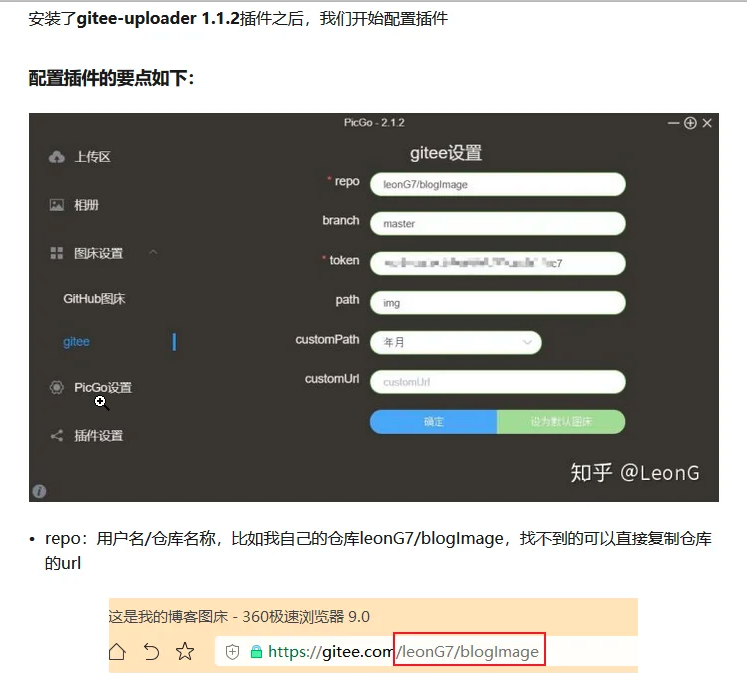 安装了gitee-uploader 1.1.2插件之后，我们开始配置插件
配置插件的要点如下：
PicGo - 2.1.2
上传区
相册
图床设置
GitHub图床
gitee
PicGo设置
插件设置
gitee设置
* repo
leonG7/blogImage
branch
master
* token
c7
path
img
customPath
年月
customUrl
customUrl
确定
设为默认图床
知乎 @LeonG
• repo：用户名/仓库名称，比如我自己的仓库leonG7/blogImage，找不到的可以直接复制仓库
的url
这是我的博客图床 - 360极速浏览器 9.0
https://gitee.com/leonG7/blogImage